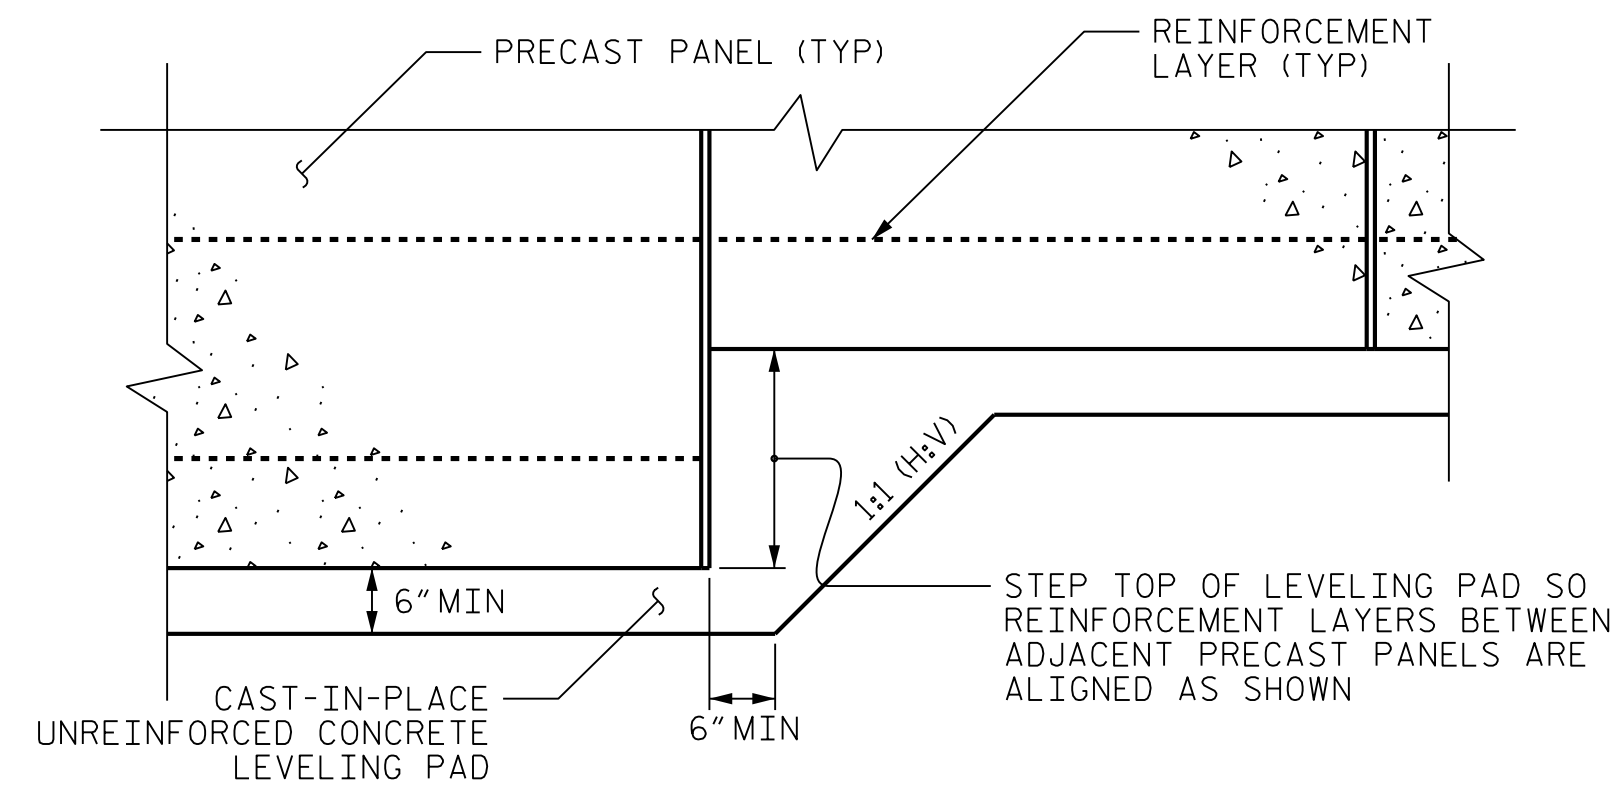 PRECAST PANEL (TYP)
REINFORCEMENT
LAYER (TYP)
1:1 (H:V)
6" MIN
STEP TOP OF LEVELING PAD SO
REINFORCEMENT LAYERS BETWEEN
ADJACENT PRECAST PANELS ARE
ALIGNED AS SHOWN
CAST-IN-PLACE
UNREINFORCED CONCRETE
LEVELING PAD
6" MIN